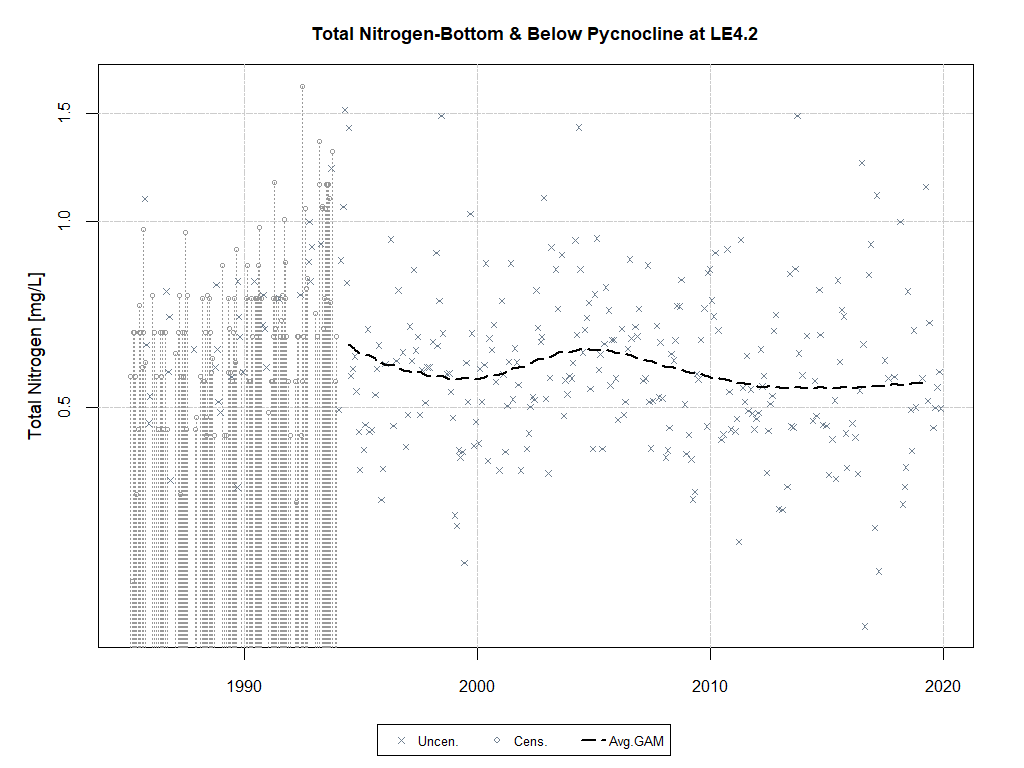 Total Nitrogen-Bottom & Below Pycnocline at LE4.2
Total Nitrogen [mg/L]
1.5
1.0
0.5
1990 2000 2010 2020
Uncen. Cens. Avg.GAM